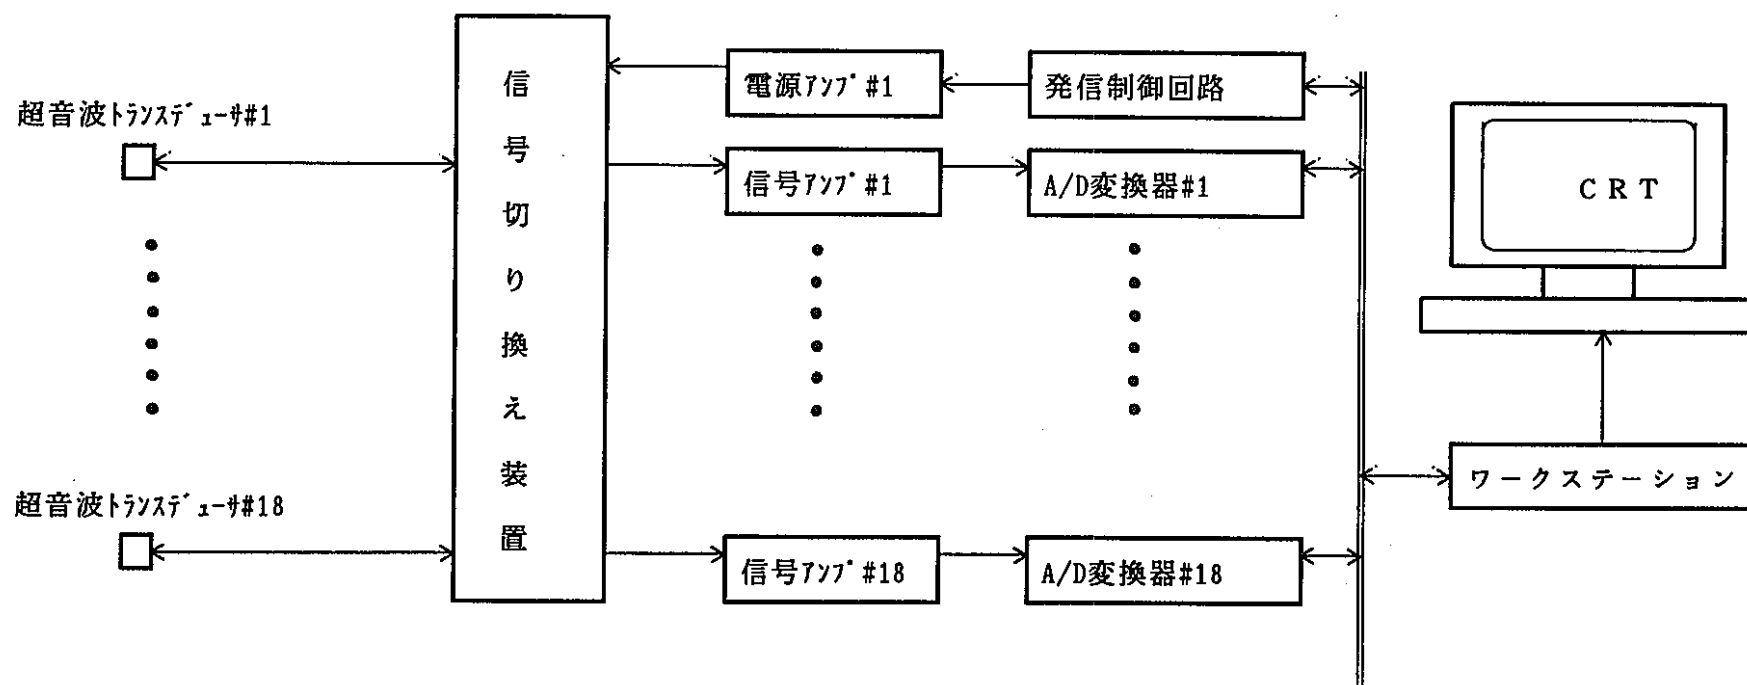 超音波トランスデューサ#1
超音波トランスデューサ#18
信号切り換え装置
電源アンプ#1
発信制御回路
信号アンプ#1
A/D変換器#1
信号アンプ#18
A/D変換器#18
CRT
ワークステーション